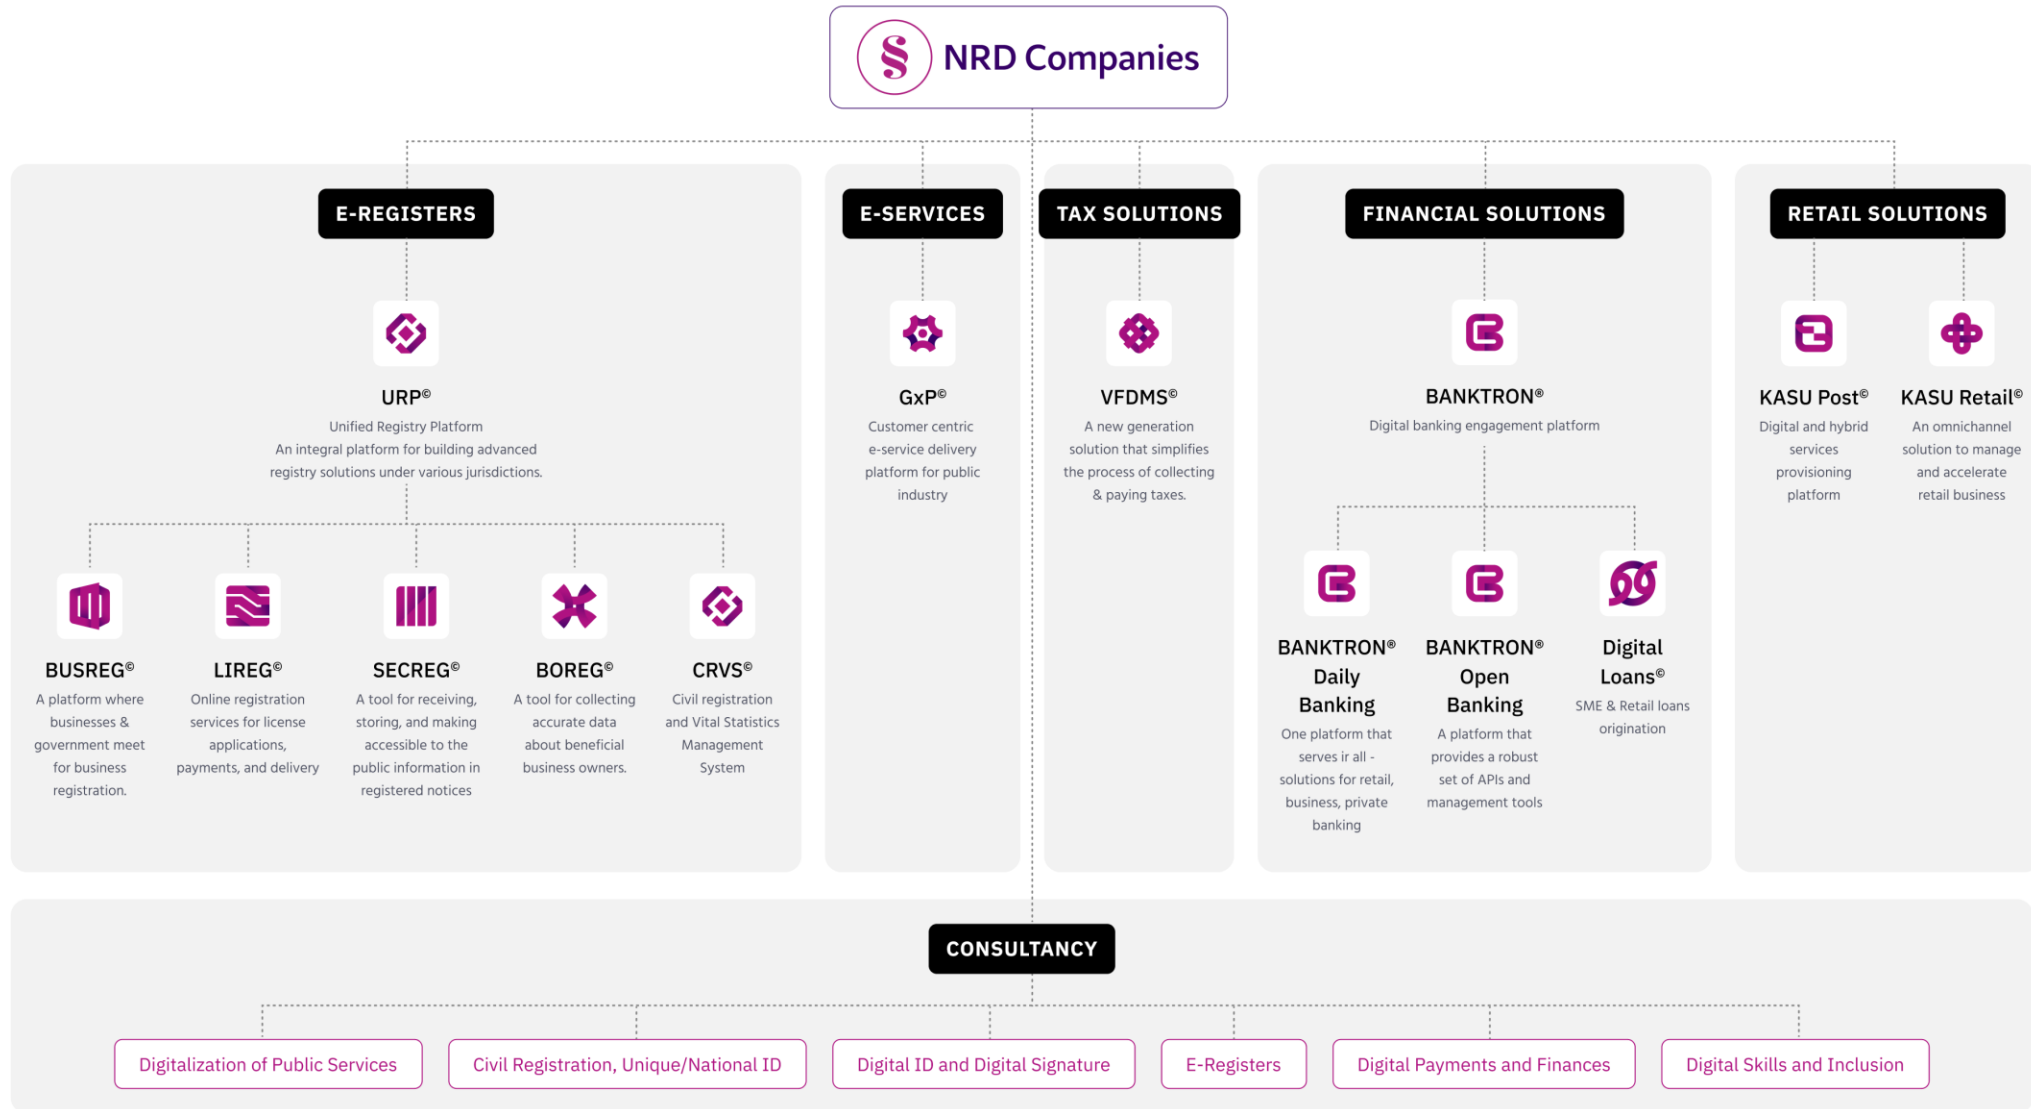 NRD Companies
E-REGISTERS
URP©
Unified Registry Platform
An integral platform for building advanced
registry solutions under various jurisdictions.
BUSREG©
A platform where
businesses &
government meet
for business
registration.
LIREG©
Online registration
services for license
applications,
payments, and delivery
SECREG©
A tool for receiving,
storing, and making
accessible to the
public information in
registered notices
BOREG©
A tool for collecting
accurate data
about beneficial
business owners.
CRVS©
Civil registration
and Vital Statistics
Management
System
E-SERVICES
GxP©
Customer centric
e-service delivery
platform for public
industry
TAX SOLUTIONS
VFDMS©
A new generation
solution that simplifies
the process of collecting
& paying taxes.
FINANCIAL SOLUTIONS
BANKTRON®
Digital banking engagement platform
BANKTRON®
Daily
Banking
One platform that
serves ir all -
solutions for retail,
business, private
banking
BANKTRON®
Open
Banking
A platform that
provides a robust
set of APIs and
management tools
Digital
Loans©
SME & Retail loans
origination
RETAIL SOLUTIONS
KASU Post©
Digital and hybrid
services
provisioning
platform
KASU Retail©
An omnichannel
solution to manage
and accelerate
retail business
CONSULTANCY
Digitalization of Public Services
Civil Registration, Unique/National ID
Digital ID and Digital Signature
E-Registers
Digital Payments and Finances
Digital Skills and Inclusion